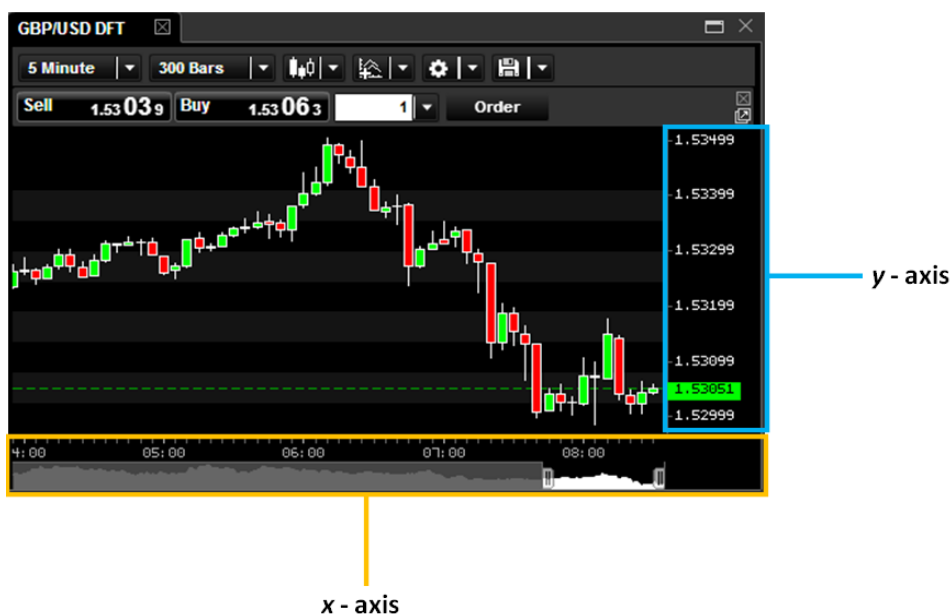 GBP/USD DFT
5 Minute 300 Bars
Sell 1.53 03 9 Buy 1.53 06 3 1 Order
1.53499
1.53399
1.53299
1.53199
1.53099
1.53051
1.52999
y - axis
4:00 05:00 06:00 07:00 08:00
x - axis